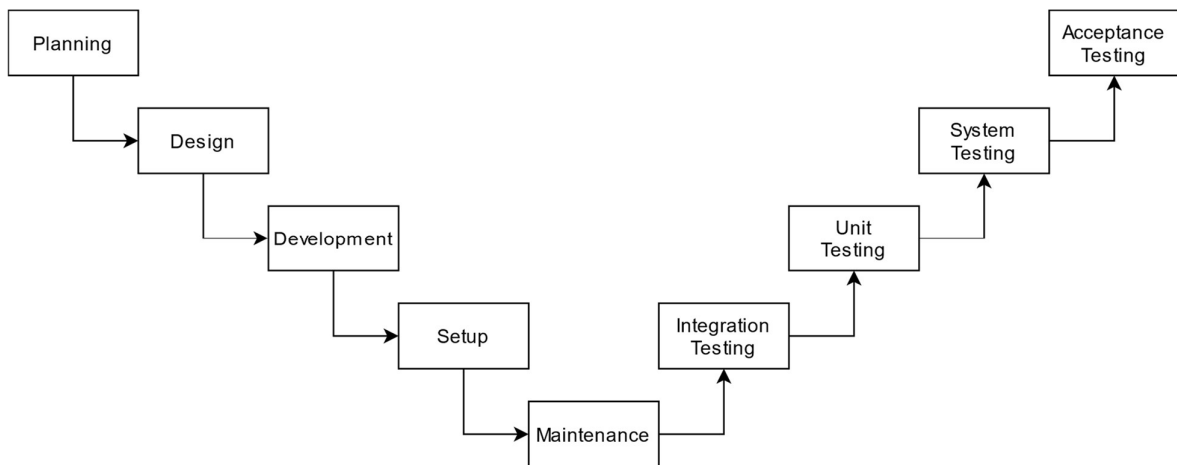 Planning
Design
Development
Setup
Maintenance
Integration
Testing
Unit
Testing
System
Testing
Acceptance
Testing